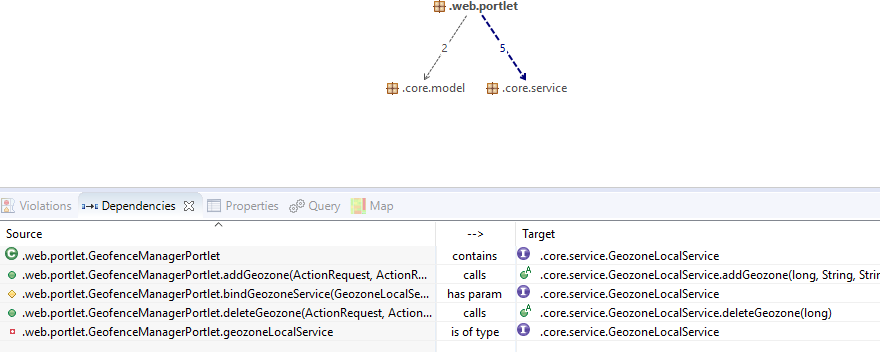 .web.portlet
2 5
.core.model .core.service
Violations Dependencies Properties Query Map
Source --> Target
C .web.portlet.GeofenceManagerPortlet contains I .core.service.GeozoneLocalService
.web.portlet.GeofenceManagerPortlet.addGeozone(ActionRequest, ActionR... calls A .core.service.GeozoneLocalService.addGeozone(long, String, Strin
.web.portlet.GeofenceManagerPortlet.bindGeozoneService(GeozoneLocalSe... has param I .core.service.GeozoneLocalService
.web.portlet.GeofenceManagerPortlet.deleteGeozone(ActionRequest, Action... calls A .core.service.GeozoneLocalService.deleteGeozone(long)
.web.portlet.GeofenceManagerPortlet.geozoneLocalService is of type I .core.service.GeozoneLocalService